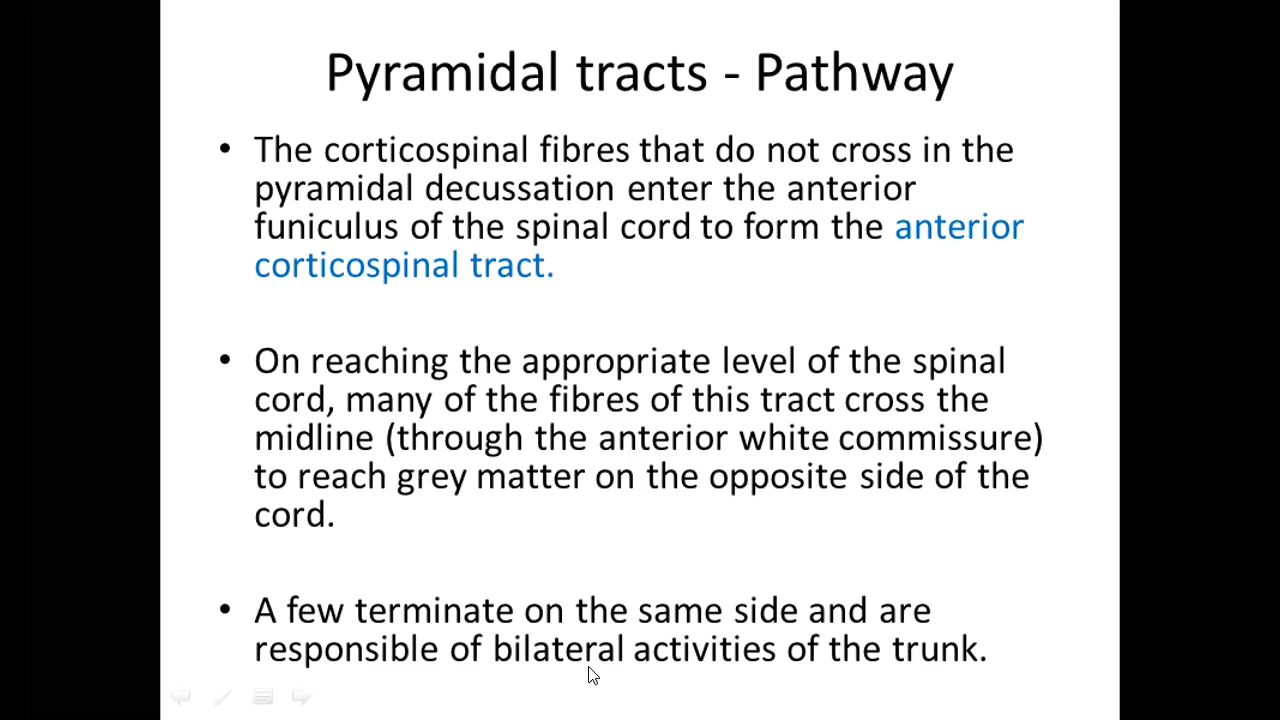 Pyramidal tracts - Pathway
• The corticospinal fibres that do not cross in the
pyramidal decussation enter the anterior
funiculus of the spinal cord to form the anterior
corticospinal tract.
• On reaching the appropriate level of the spinal
cord, many of the fibres of this tract cross the
midline (through the anterior white commissure)
to reach grey matter on the opposite side of the
cord.
• A few terminate on the same side and are
responsible of bilateral activities of the trunk.